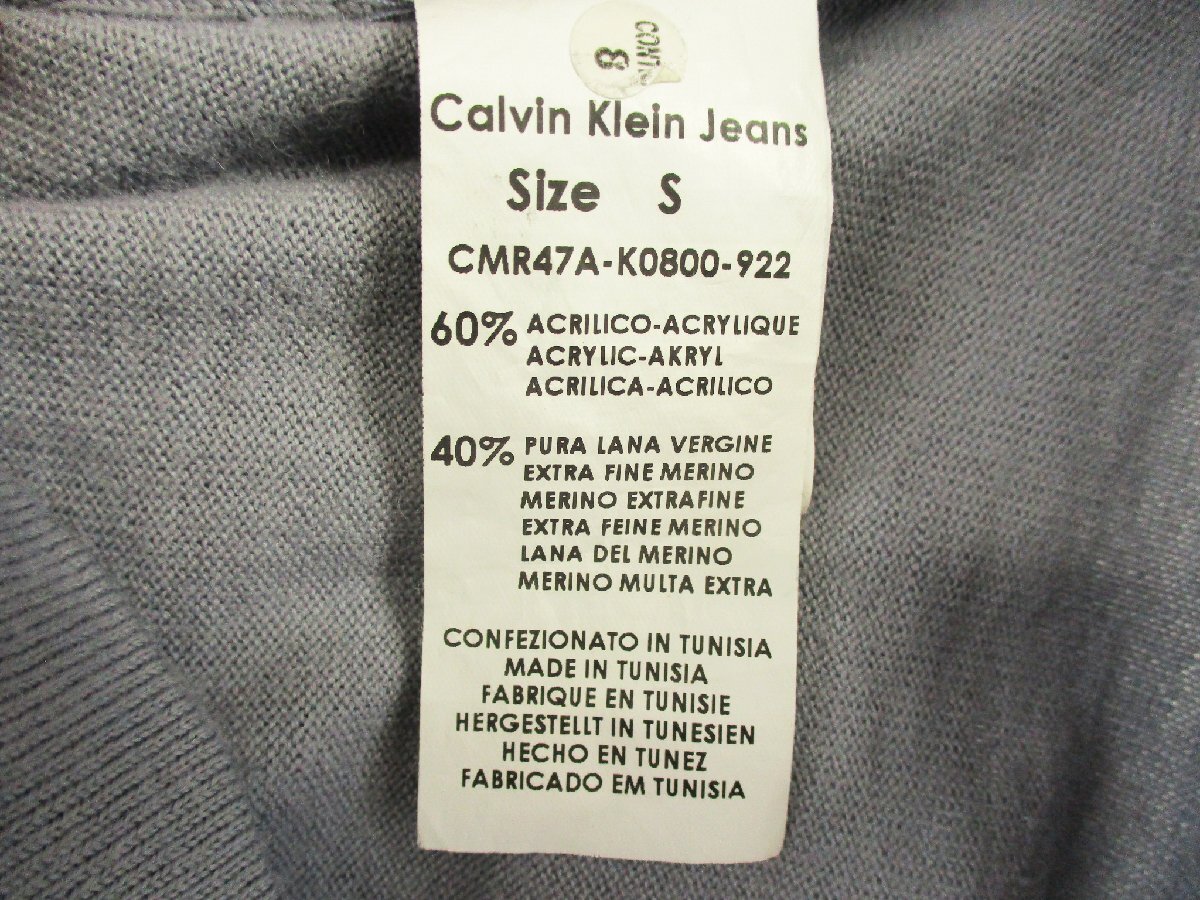 8
Calvin Klein Jeans
Size S
CMR47A-K0800-922
60% ACRILICO-ACRYLIQUE
ACRYLIC-AKRYL
ACRILICA-ACRILICO
40% PURA LANA VERGINE
EXTRA FINE MERINO
MERINO EXTRAFINE
EXTRA FEINE MERINO
LANA DEL MERINO
MERINO MULTA EXTRA
CONFEZIONATO IN TUNISIA
MADE IN TUNISIA
FABRIQUE EN TUNISIE
HERGESTELLT IN TUNESIEN
HECHO EN TUNEZ
FABRICADO EM TUNISIA